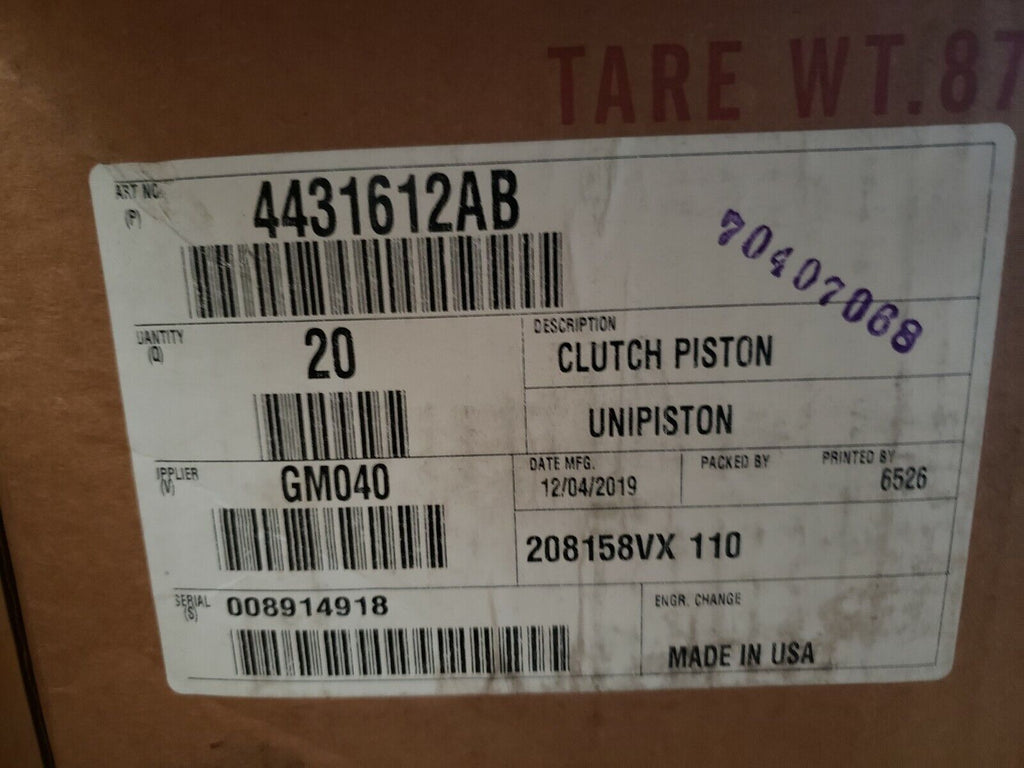 TARE WT.87
ART NO.
(P)
4431612AB
70407068
UANTITY
(Q)
20
DESCRIPTION
CLUTCH PISTON
UNIPISTON
IPPLIER
(V)
GM040
DATE MFG.
12/04/2019
PACKED BY
PRINTED BY
6526
208158VX 110
SERIAL
(S)
008914918
ENGR. CHANGE
MADE IN USA